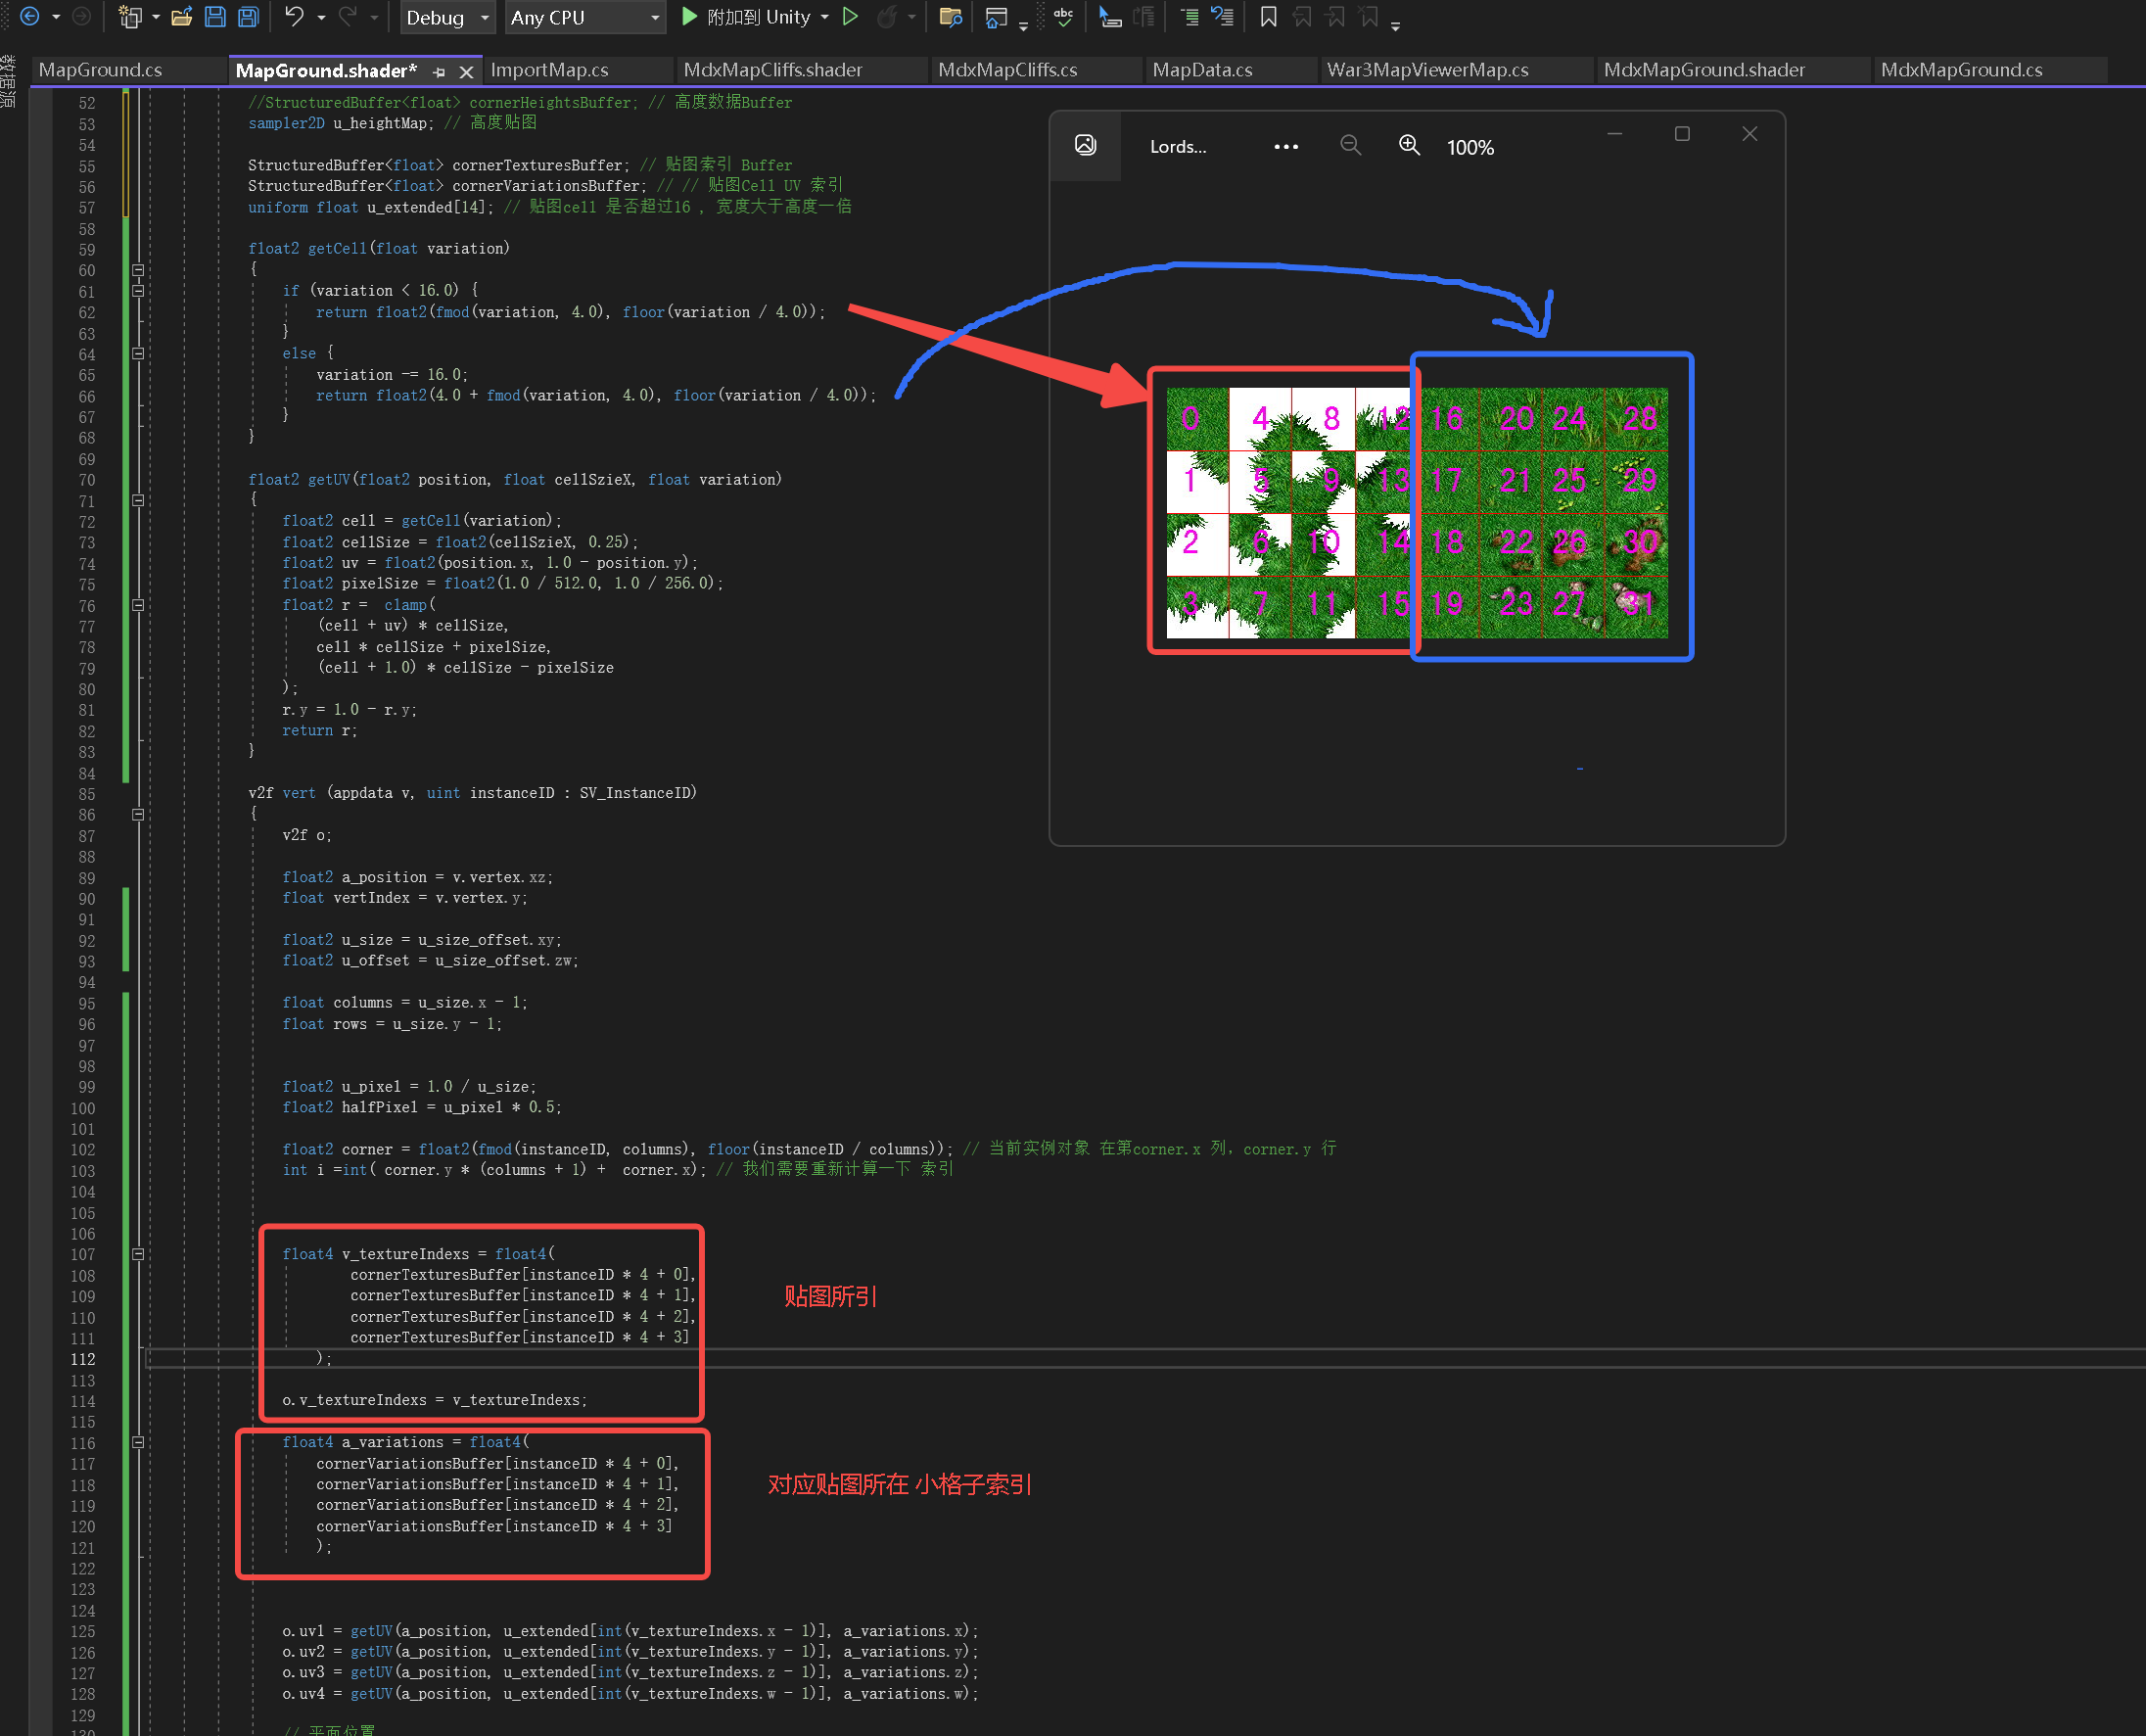 Debug
Any CPU
附加到 Unity
数据源
MapGround.cs
MapGround.shader*
ImportMap.cs
MdxMapCliffs.shader
MdxMapCliffs.cs
MapData.cs
War3MapViewerMap.cs
MdxMapGround.shader
MdxMapGround.cs
52 //StructuredBuffer<float> cornerHeightsBuffer; // 高度数据Buffer
53 sampler2D u_heightMap; // 高度贴图
54
55 StructuredBuffer<float> cornerTexturesBuffer; // 贴图索引 Buffer
56 StructuredBuffer<float> cornerVariationsBuffer; // // 贴图Cell UV 索引
57 uniform float u_extended[14]; // 贴图cell 是否超过16 , 宽度大于高度一倍
58
59 float2 getCell(float variation)
60 {
61 if (variation < 16.0) {
62 return float2(fmod(variation, 4.0), floor(variation / 4.0));
63 }
64 else {
65 variation -= 16.0;
66 return float2(4.0 + fmod(variation, 4.0), floor(variation / 4.0));
67 }
68 }
69
70 float2 getUV(float2 position, float cellSzieX, float variation)
71 {
72 float2 cell = getCell(variation);
73 float2 cellSize = float2(cellSzieX, 0.25);
74 float2 uv = float2(position.x, 1.0 - position.y);
75 float2 pixelSize = float2(1.0 / 512.0, 1.0 / 256.0);
76 float2 r =  clamp(
77 (cell + uv) * cellSize,
78 cell * cellSize + pixelSize,
79 (cell + 1.0) * cellSize - pixelSize
80 );
81 r.y = 1.0 - r.y;
82 return r;
83 }
84
85 v2f vert (appdata v, uint instanceID : SV_InstanceID)
86 {
87 v2f o;
88
89 float2 a_position = v.vertex.xz;
90 float vertIndex = v.vertex.y;
91
92 float2 u_size = u_size_offset.xy;
93 float2 u_offset = u_size_offset.zw;
94
95 float columns = u_size.x - 1;
96 float rows = u_size.y - 1;
97
98
99 float2 u_pixel = 1.0 / u_size;
100 float2 halfPixel = u_pixel * 0.5;
101
102 float2 corner = float2(fmod(instanceID, columns), floor(instanceID / columns)); // 当前实例对象 在第corner.x 列, corner.y 行
103 int i =int( corner.y * (columns + 1) +  corner.x); // 我们需要重新计算一下 索引
104
105
106
107 float4 v_textureIndexs = float4(
108 cornerTexturesBuffer[instanceID * 4 + 0],
109 cornerTexturesBuffer[instanceID * 4 + 1],
110 cornerTexturesBuffer[instanceID * 4 + 2],
111 cornerTexturesBuffer[instanceID * 4 + 3]
112 );
113
114 o.v_textureIndexs = v_textureIndexs;
115
116 float4 a_variations = float4(
117 cornerVariationsBuffer[instanceID * 4 + 0],
118 cornerVariationsBuffer[instanceID * 4 + 1],
119 cornerVariationsBuffer[instanceID * 4 + 2],
120 cornerVariationsBuffer[instanceID * 4 + 3]
121 );
122
123
124
125 o.uv1 = getUV(a_position, u_extended[int(v_textureIndexs.x - 1)], a_variations.x);
126 o.uv2 = getUV(a_position, u_extended[int(v_textureIndexs.y - 1)], a_variations.y);
127 o.uv3 = getUV(a_position, u_extended[int(v_textureIndexs.z - 1)], a_variations.z);
128 o.uv4 = getUV(a_position, u_extended[int(v_textureIndexs.w - 1)], a_variations.w);
129
130 // 平面位置
贴图所引
对应贴图所在 小格子索引
Lords...
100%
0 4 8 12 16 20 24 28
1 5 9 13 17 21 25 29
2 6 10 14 18 22 26 30
3 7 11 15 19 23 27 31